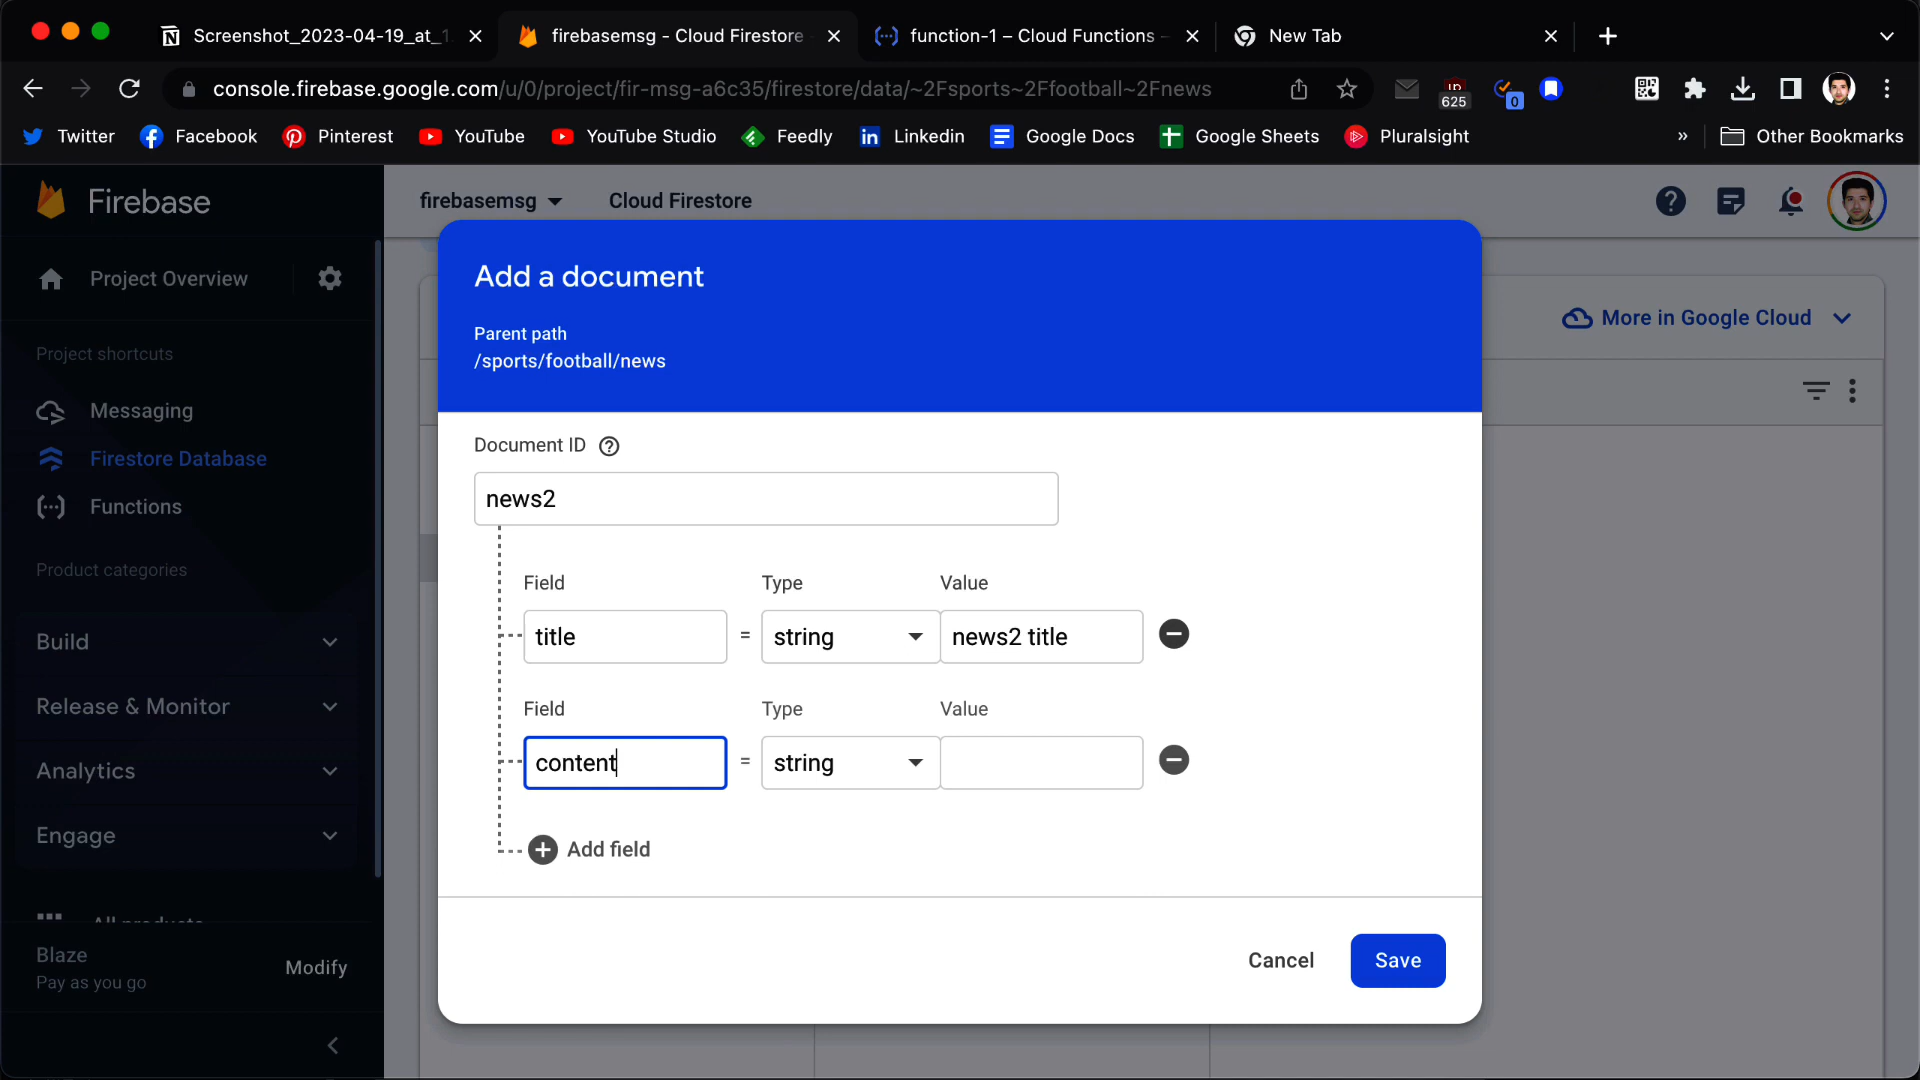 Screenshot_2023-04-19_at_1
firebasemsg - Cloud Firestore
function-1 – Cloud Functions –
New Tab
console.firebase.google.com/u/0/project/fir-msg-a6c35/firestore/data/~2Fsports~2Ffootball~2Fnews
625
0
Twitter
Facebook
Pinterest
YouTube
YouTube Studio
Feedly
Linkedin
Google Docs
Google Sheets
Pluralsight
»
Other Bookmarks
Firebase
firebasemsg
Cloud Firestore
Project Overview
Project shortcuts
Messaging
Firestore Database
Functions
Product categories
Build
Release & Monitor
Analytics
Engage
All products
Blaze
Pay as you go
Modify
More in Google Cloud
Add a document
Parent path
/sports/football/news
Document ID
news2
Field
Type
Value
title
=
string
news2 title
Field
Type
Value
content
=
string
Add field
Cancel
Save